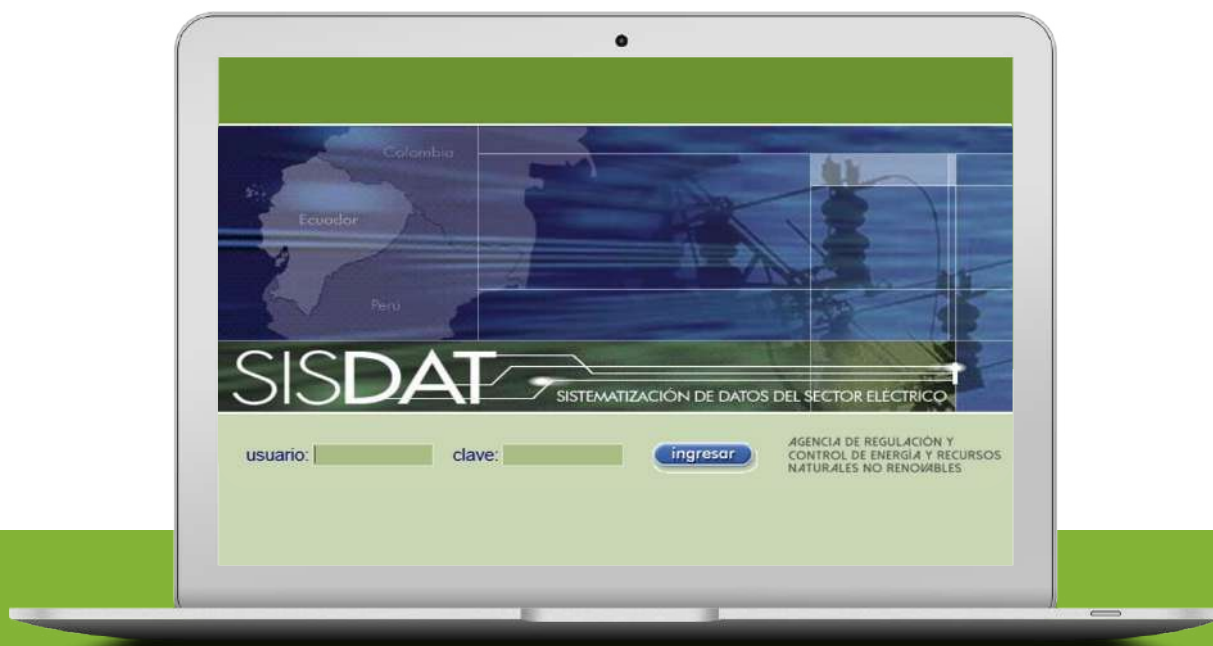 Colombia
Ecuador
Perú
SISDAT
SISTEMATIZACIÓN DE DATOS DEL SECTOR ELÉCTRICO
usuario:
clave:
ingresar
AGENCIA DE REGULACIÓN Y
CONTROL DE ENERGÍA Y RECURSOS
NATURALES NO RENOVABLES